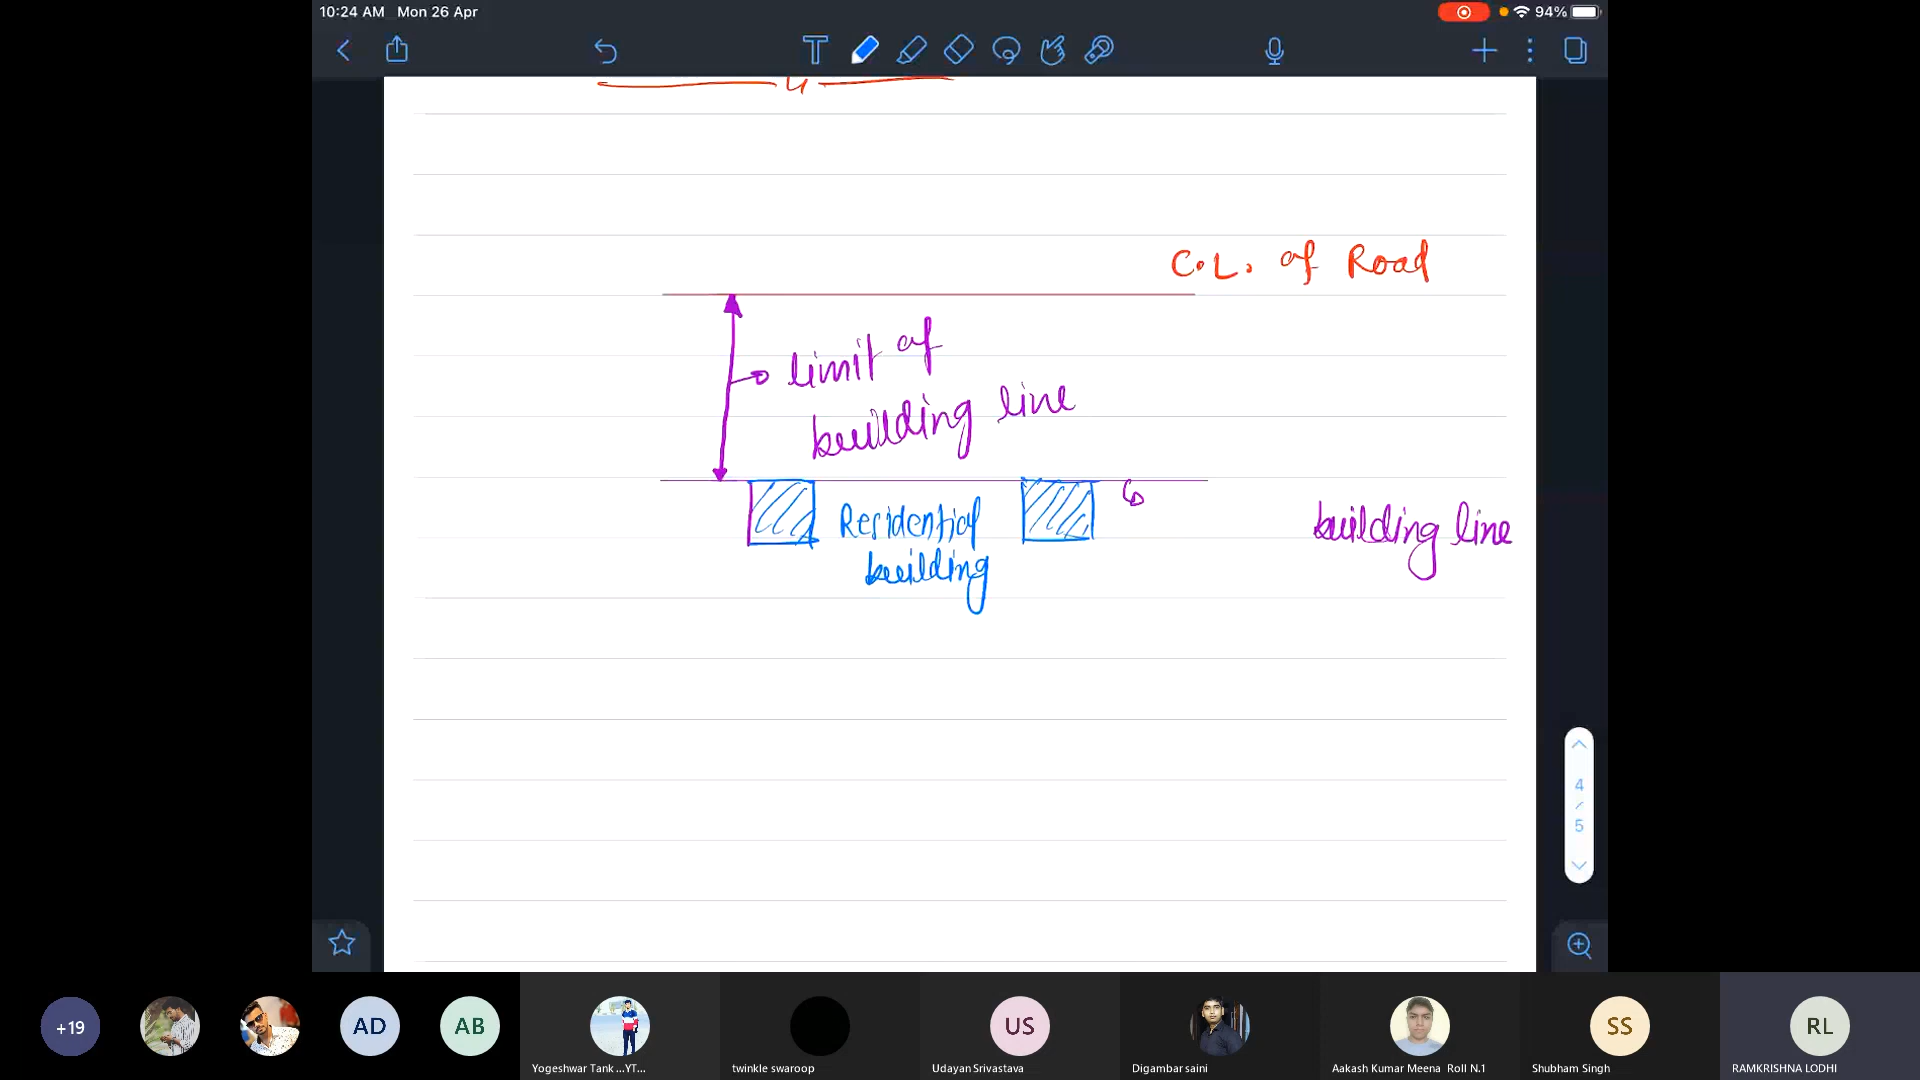 10:24 AM Mon 26 Apr
94%
C.L. of Road
limit of
building line
Residential
building
building line
4
5
+19
AD
AB
US
SS
RL
Yogeshwar Tank ...YT...
twinkle swaroop
Udayan Srivastava
Digambar saini
Aakash Kumar Meena Roll N.1
Shubham Singh
RAMKRISHNA LODHI